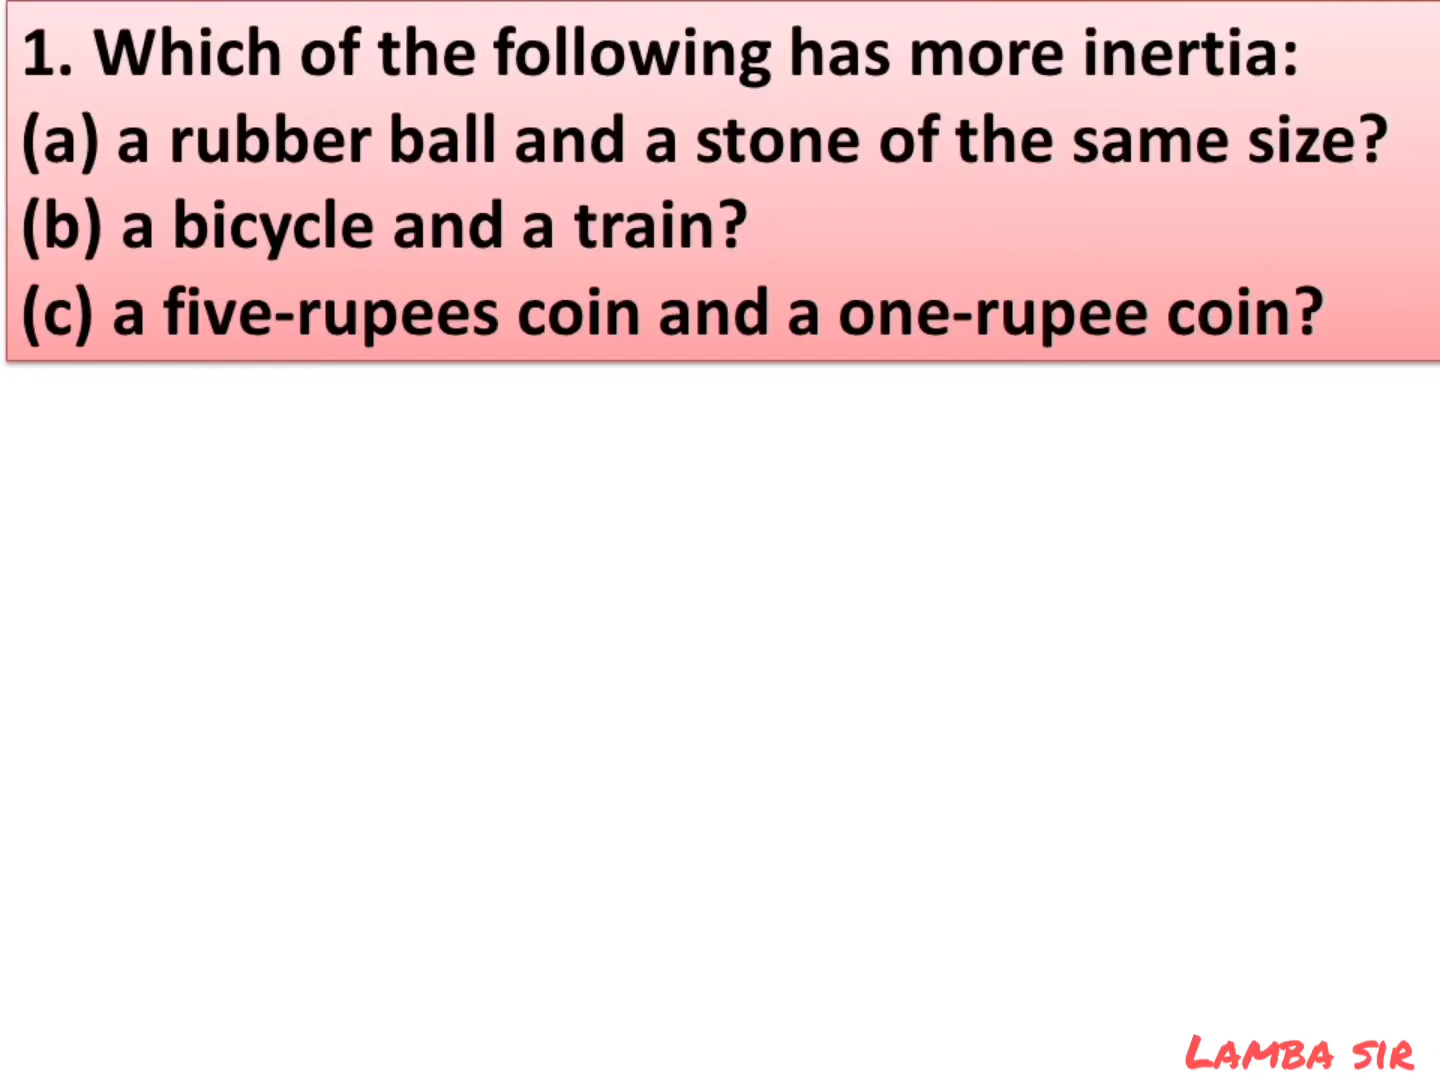 1. Which of the following has more inertia:
(a) a rubber ball and a stone of the same size?
(b) a bicycle and a train?
(c) a five-rupees coin and a one-rupee coin?
Lamba sir